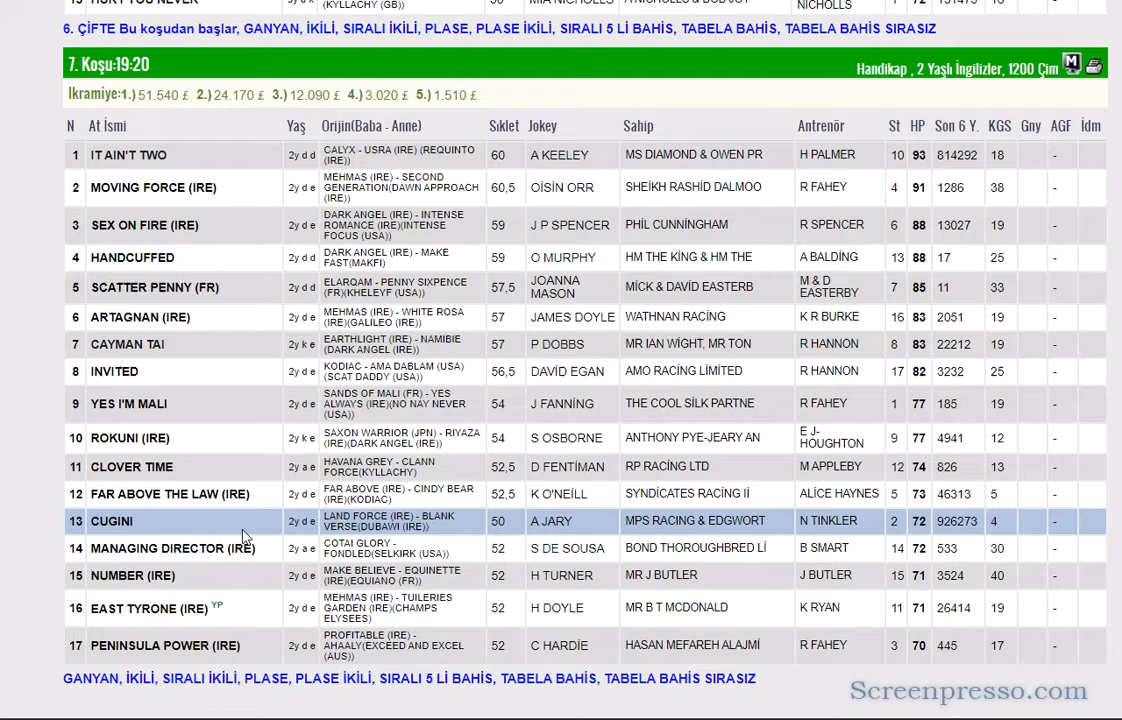 (KYLLACHY (GB))
NICHOLLS
6. ÇİFTE Bu koşudan başlar, GANYAN, İKİLİ, SIRALI İKİLİ, PLASE, PLASE İKİLİ, SIRALI 5 Lİ BAHİS, TABELA BAHİS, TABELA BAHİS SIRASIZ
7. Koşu:19:20
Handikap , 2 Yaşlı İngilizler, 1200 Çim M
Ikramiye:1.) 51.540 £ 2.) 24.170 £ 3.) 12.090 £ 4.) 3.020 £ 5.) 1.510 £
N At İsmi Yaş Orijin(Baba - Anne) Sıklet Jokey Sahip Antrenör St HP Son 6 Y. KGS Gny AGF İdm
1 IT AIN'T TWO 2y d d CALYX - USRA (IRE) (REQUINTO (IRE)) 60 A KEELEY MS DIAMOND & OWEN PR H PALMER 10 93 814292 18 -
2 MOVING FORCE (IRE) 2y d e MEHMAS (IRE) - SECOND GENERATION(DAWN APPROACH (IRE)) 60,5 OİSİN ORR SHEİKH RASHİD DALMOO R FAHEY 4 91 1286 38 -
3 SEX ON FIRE (IRE) 2y d e DARK ANGEL (IRE) - INTENSE ROMANCE (IRE)(INTENSE FOCUS (USA)) 59 J P SPENCER PHİL CUNNİNGHAM R SPENCER 6 88 13027 19 -
4 HANDCUFFED 2y d d DARK ANGEL (IRE) - MAKE FAST(MAKFI) 59 O MURPHY HM THE KİNG & HM THE A BALDİNG 13 88 17 25 -
5 SCATTER PENNY (FR) 2y d d ELARQAM - PENNY SIXPENCE (FR)(KHELEYF (USA)) 57,5 JOANNA MASON MİCK & DAVİD EASTERB M & D EASTERBY 7 85 11 33 -
6 ARTAGNAN (IRE) 2y d e MEHMAS (IRE) - WHITE ROSA (IRE)(GALILEO (IRE)) 57 JAMES DOYLE WATHNAN RACİNG K R BURKE 16 83 2051 19 -
7 CAYMAN TAI 2y k e EARTHLIGHT (IRE) - NAMIBIE (DARK ANGEL (IRE)) 57 P DOBBS MR IAN WİGHT, MR TON R HANNON 8 83 22212 19 -
8 INVITED 2y d d KODIAC - AMA DABLAM (USA) (SCAT DADDY (USA)) 56,5 DAVİD EGAN AMO RACİNG LİMİTED R HANNON 17 82 3232 25 -
9 YES I'M MALI 2y d e SANDS OF MALI (FR) - YES ALWAYS (IRE)(NO NAY NEVER (USA)) 54 J FANNİNG THE COOL SİLK PARTNE R FAHEY 1 77 185 19 -
10 ROKUNI (IRE) 2y k e SAXON WARRIOR (JPN) - RIYAZA (IRE)(DARK ANGEL (IRE)) 54 S OSBORNE ANTHONY PYE-JEARY AN E J- HOUGHTON 9 77 4941 12 -
11 CLOVER TIME 2y a e HAVANA GREY - CLANN FORCE(KYLLACHY) 52,5 D FENTİMAN RP RACİNG LTD M APPLEBY 12 74 826 13 -
12 FAR ABOVE THE LAW (IRE) 2y d e FAR ABOVE (IRE) - CINDY BEAR (IRE)(KODIAC) 52,5 K O'NEİLL SYNDİCATES RACİNG Iİ ALİCE HAYNES 5 73 46313 5 -
13 CUGINI 2y d e LAND FORCE (IRE) - BLANK VERSE(DUBAWI (IRE)) 50 A JARY MPS RACING & EDGWORT N TINKLER 2 72 926273 4 -
14 MANAGING DIRECTOR (IRE) 2y a e COTAI GLORY - FONDLED(SELKIRK (USA)) 52 S DE SOUSA BOND THOROUGHBRED Lİ B SMART 14 72 533 30 -
15 NUMBER (IRE) 2y d e MAKE BELIEVE - EQUINETTE (IRE)(EQUIANO (FR)) 52 H TURNER MR J BUTLER J BUTLER 15 71 3524 40 -
16 EAST TYRONE (IRE) YP 2y d e MEHMAS (IRE) - TUILERIES GARDEN (IRE)(CHAMPS ELYSEES) 52 H DOYLE MR B T MCDONALD K RYAN 11 71 26414 19 -
17 PENINSULA POWER (IRE) 2y d e PROFITABLE (IRE) - AHAALY(EXCEED AND EXCEL (AUS)) 52 C HARDİE HASAN MEFAREH ALAJMİ R FAHEY 3 70 445 17 -
GANYAN, İKİLİ, SIRALI İKİLİ, PLASE, PLASE İKİLİ, SIRALI 5 Lİ BAHİS, TABELA BAHİS, TABELA BAHİS SIRASIZ
Screenpresso.com